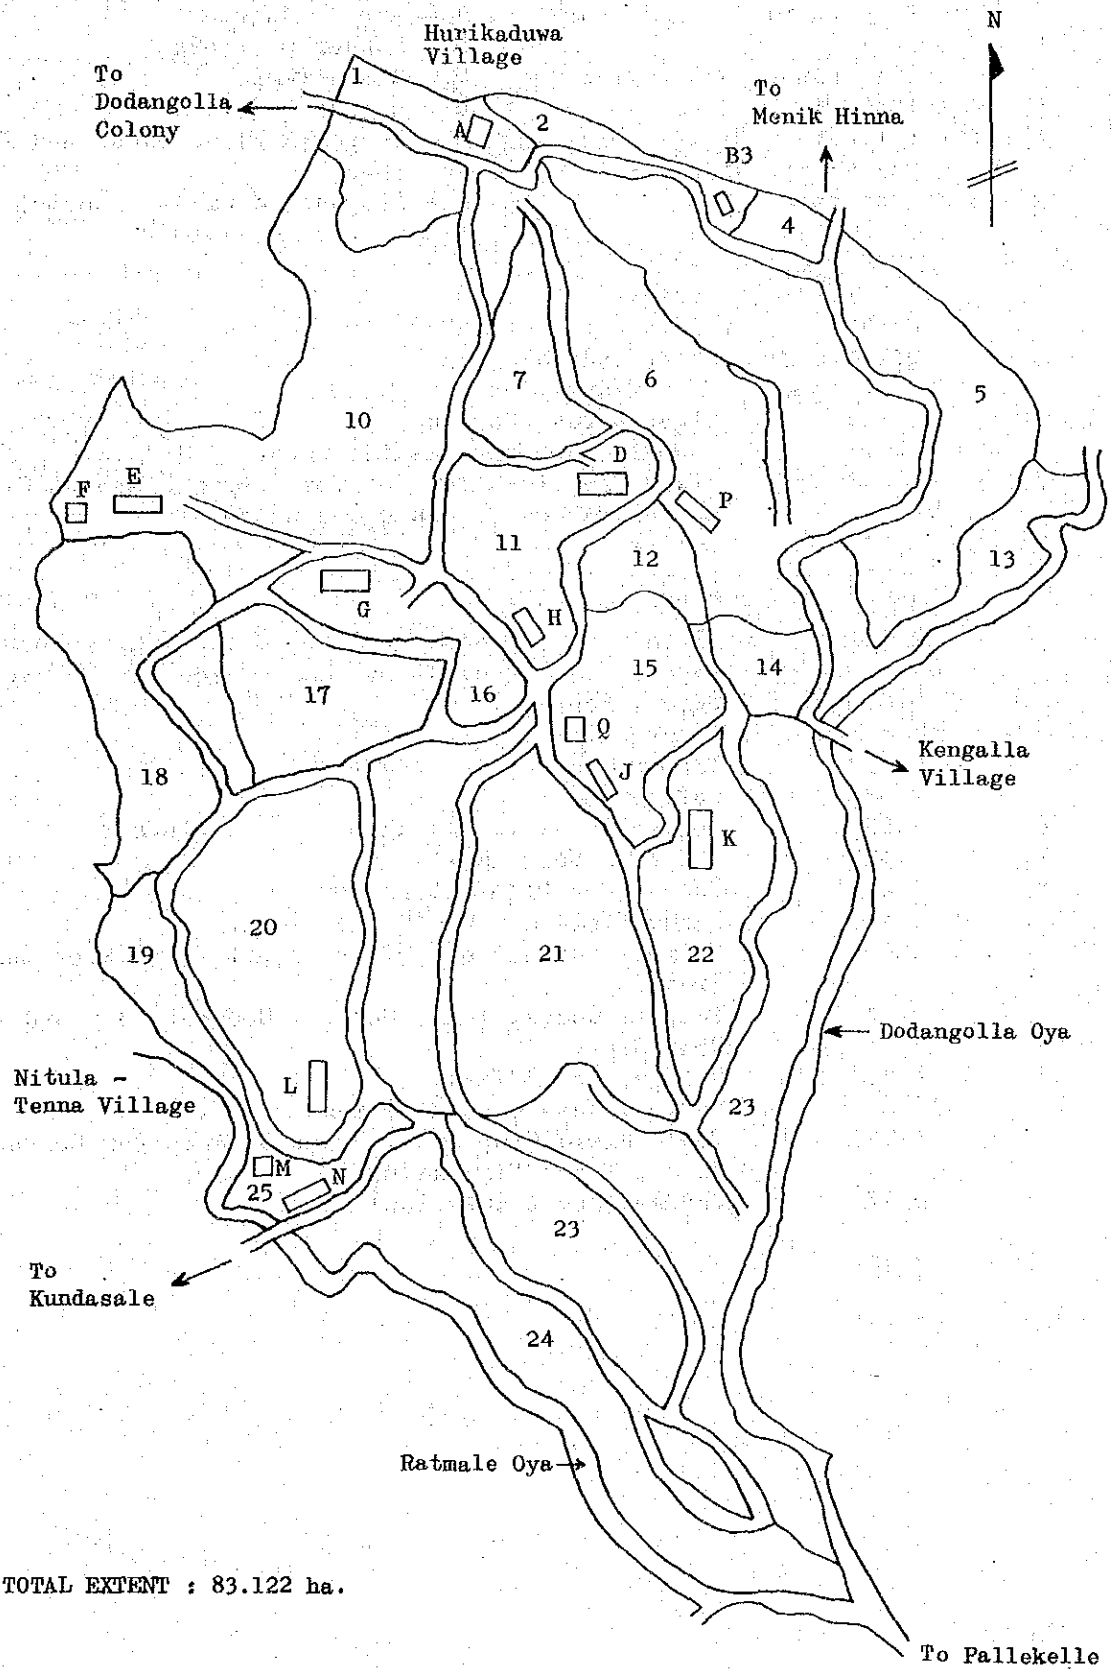 N
Hurikaduwa
Village
To
Dodangolla
Colony
1
To
Menik Hinna
A
2
B3
4
7
6
5
10
D
E
F
P
11
12
13
G
H
15
14
17
16
Q
18
J
Kengalla
Village
K
20
19
21
22
Dodangolla Oya
Nitula -
Tenna Village
L
23
M
N
25
23
To
Kundasale
24
Ratmale Oya
TOTAL EXTENT : 83.122 ha.
To Pallekelle